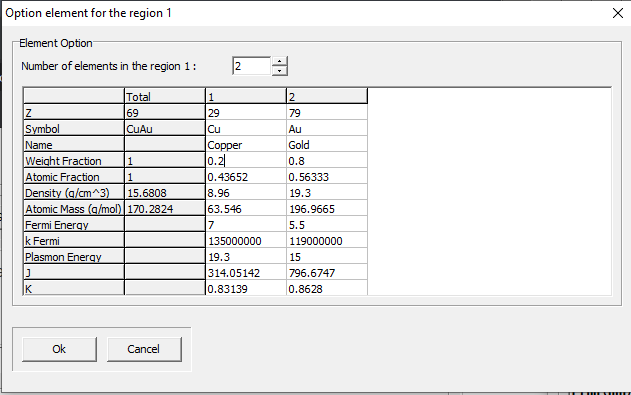 Option element for the region 1
Element Option
Number of elements in the region 1 : 2
Total 1 2
Z 69 29 79
Symbol CuAu Cu Au
Name Copper Gold
Weight Fraction 1 0.2 0.8
Atomic Fraction 1 0.43652 0.56333
Density (g/cm^3) 15.6808 8.96 19.3
Atomic Mass (g/mol) 170.2824 63.546 196.9665
Fermi Energy 7 5.5
k Fermi 135000000 119000000
Plasmon Energy 19.3 15
J 314.05142 796.6747
K 0.83139 0.8628
Ok Cancel